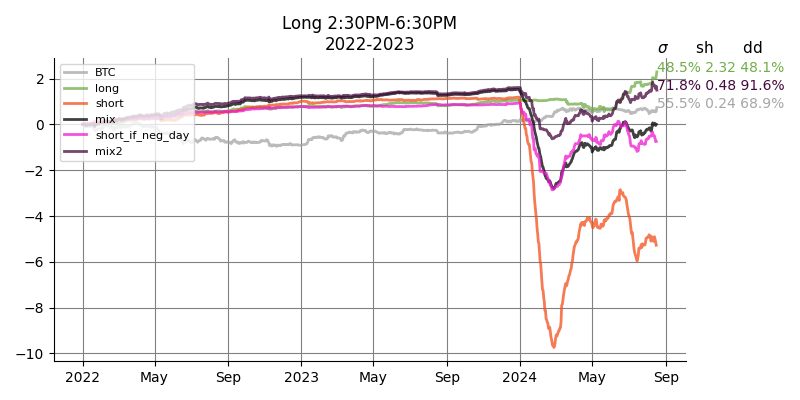 Long 2:30PM-6:30PM
2022-2023
σ sh dd
48.5% 2.32 48.1%
71.8% 0.48 91.6%
55.5% 0.24 68.9%
BTC
long
short
mix
short_if_neg_day
mix2
2
0
−2
−4
−6
−8
−10
2022 May Sep 2023 May Sep 2024 May Sep